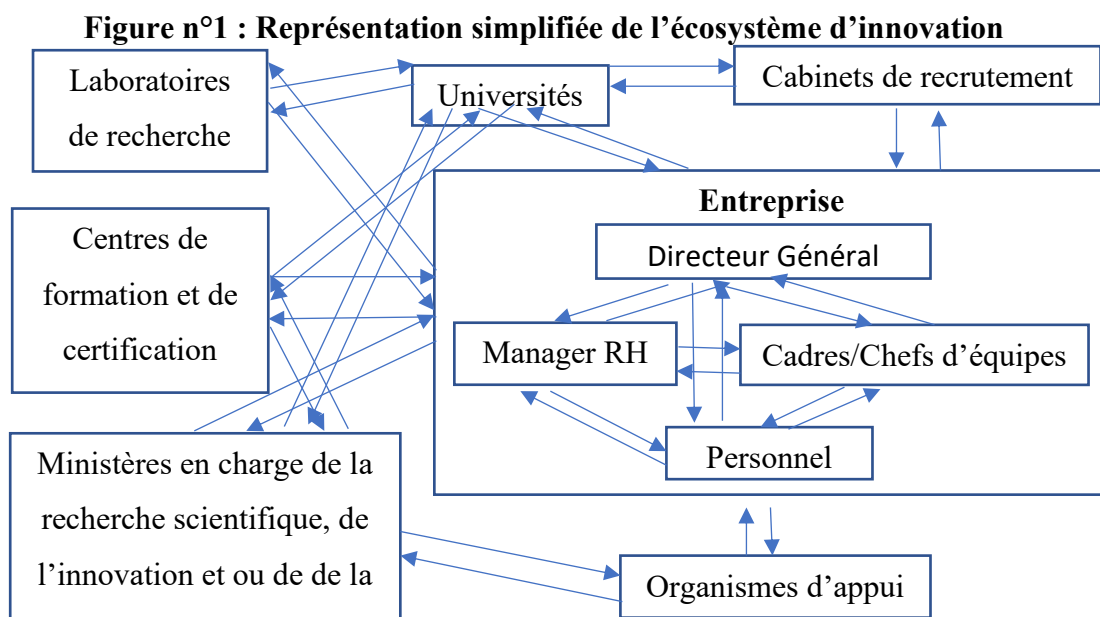 Figure n°1 : Représentation simplifiée de l’écosystème d’innovation
Laboratoires
de recherche
Universités
Cabinets de recrutement
Centres de
formation et de
certification
Entreprise
Directeur Général
Manager RH
Cadres/Chefs d’équipes
Personnel
Ministères en charge de la
recherche scientifique, de
l’innovation et ou de de la
Organismes d’appui